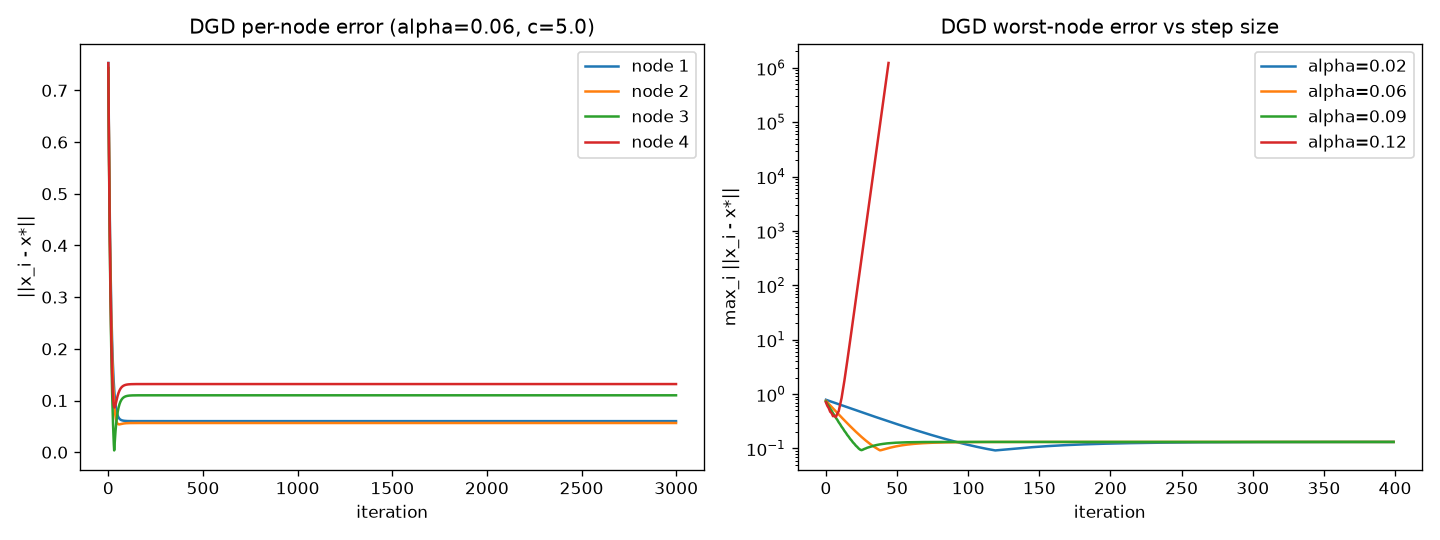 DGD per-node error (alpha=0.06, c=5.0)
||x_i - x*||
0.7
0.6
0.5
0.4
0.3
0.2
0.1
0.0
node 1
node 2
node 3
node 4
0 500 1000 1500 2000 2500 3000
iteration
DGD worst-node error vs step size
max_i ||x_i - x*||
10^6
10^5
10^4
10^3
10^2
10^1
10^0
10^-1
alpha=0.02
alpha=0.06
alpha=0.09
alpha=0.12
0 50 100 150 200 250 300 350 400
iteration